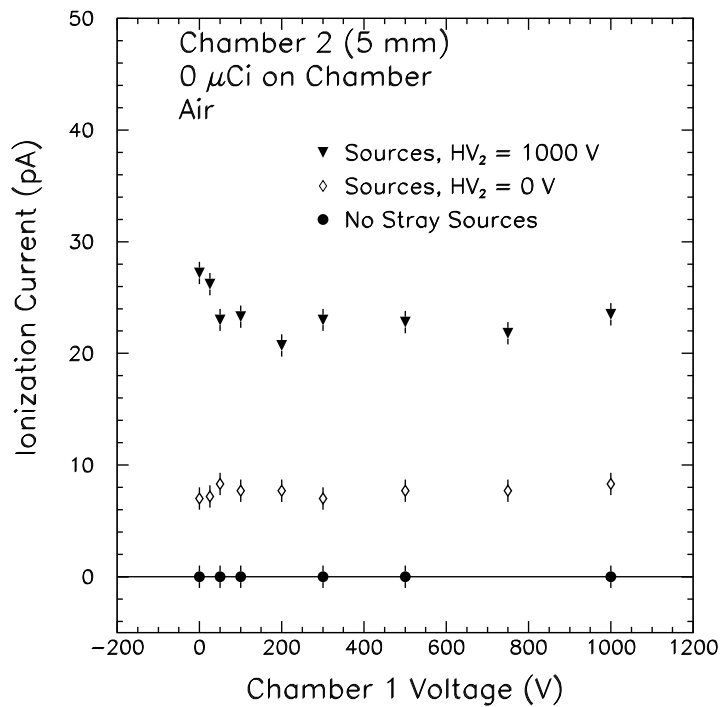 Chamber 2 (5 mm)
0 μCi on Chamber
Air
Sources, HV₂ = 1000 V
Sources, HV₂ = 0 V
No Stray Sources
Ionization Current (pA)
50
40
30
20
10
0
−200 0 200 400 600 800 1000 1200
Chamber 1 Voltage (V)